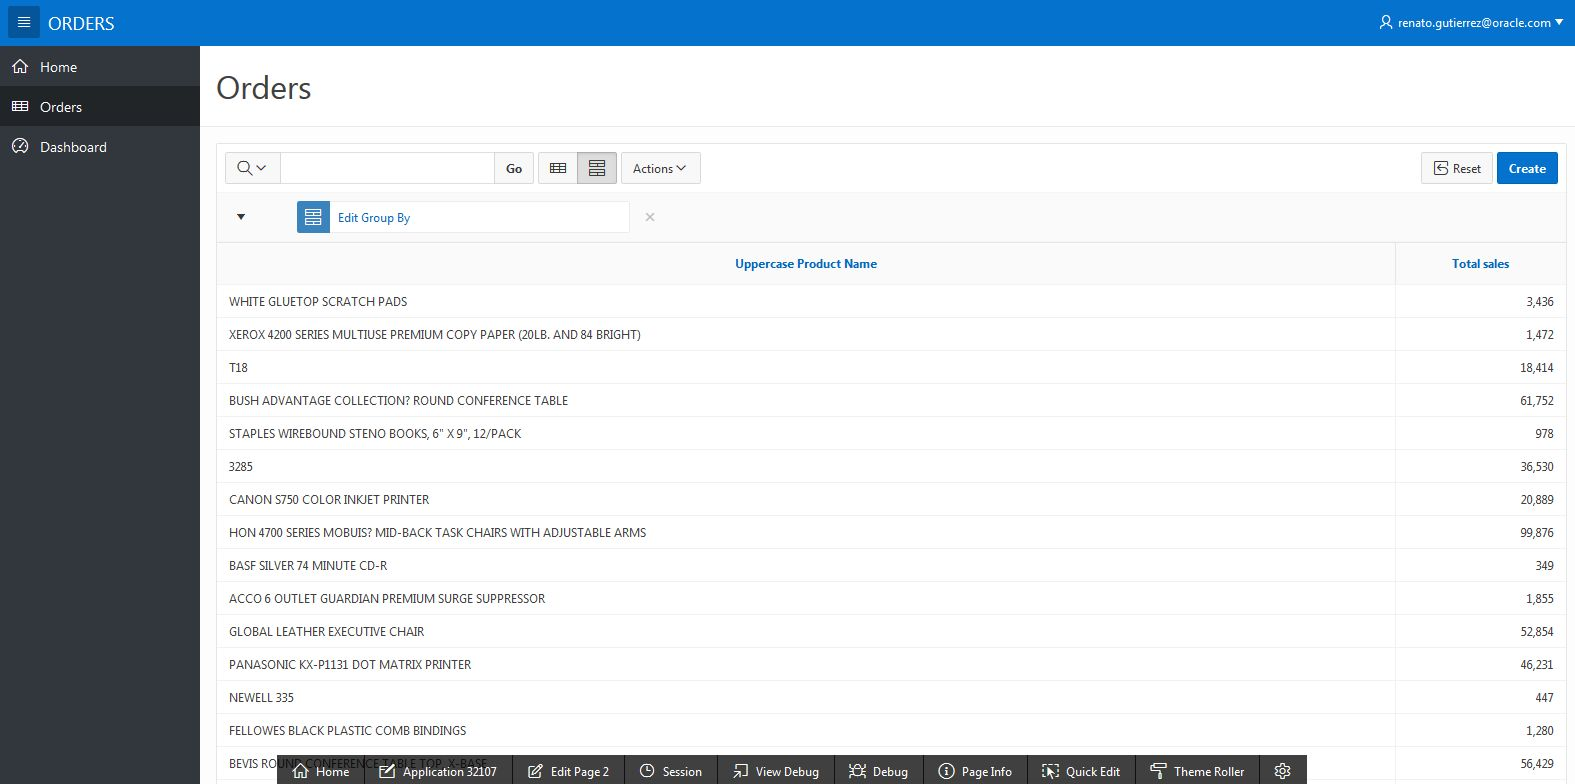 ORDERS
renato.gutierrez@oracle.com
Home
Orders
Dashboard
Orders
Go
Actions
Reset
Create
Edit Group By
Uppercase Product Name Total sales
WHITE GLUETOP SCRATCH PADS 3,436
XEROX 4200 SERIES MULTIUSE PREMIUM COPY PAPER (20LB. AND 84 BRIGHT) 1,472
T18 18,414
BUSH ADVANTAGE COLLECTION? ROUND CONFERENCE TABLE 61,752
STAPLES WIREBOUND STENO BOOKS, 6" X 9", 12/PACK 978
3285 36,530
CANON S750 COLOR INKJET PRINTER 20,889
HON 4700 SERIES MOBUIS? MID-BACK TASK CHAIRS WITH ADJUSTABLE ARMS 99,876
BASF SILVER 74 MINUTE CD-R 349
ACCO 6 OUTLET GUARDIAN PREMIUM SURGE SUPPRESSOR 1,855
GLOBAL LEATHER EXECUTIVE CHAIR 52,854
PANASONIC KX-P1131 DOT MATRIX PRINTER 46,231
NEWELL 335 447
FELLOWES BLACK PLASTIC COMB BINDINGS 1,280
BEVIS ROUND CONFERENCE TABLE TOP, X-BASE 56,429
Home Application 32107 Edit Page 2 Session View Debug Debug Page Info Quick Edit Theme Roller